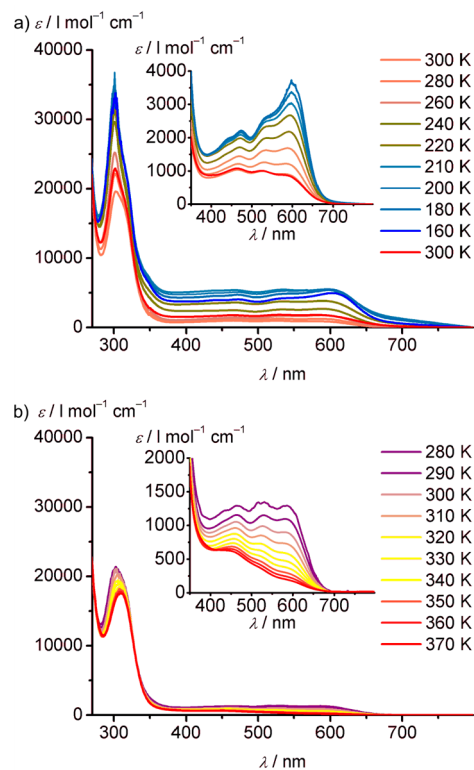 a) ε / l mol⁻¹ cm⁻¹
40000
30000
20000
10000
0
300 400 500 600 700
λ / nm
ε / l mol⁻¹ cm⁻¹
4000
3000
2000
1000
0
400 500 600 700
λ / nm
300 K
280 K
260 K
240 K
220 K
210 K
200 K
180 K
160 K
300 K
b) ε / l mol⁻¹ cm⁻¹
40000
30000
20000
10000
0
300 400 500 600 700
λ / nm
ε / l mol⁻¹ cm⁻¹
2000
1500
1000
500
0
400 500 600 700
λ / nm
280 K
290 K
300 K
310 K
320 K
330 K
340 K
350 K
360 K
370 K